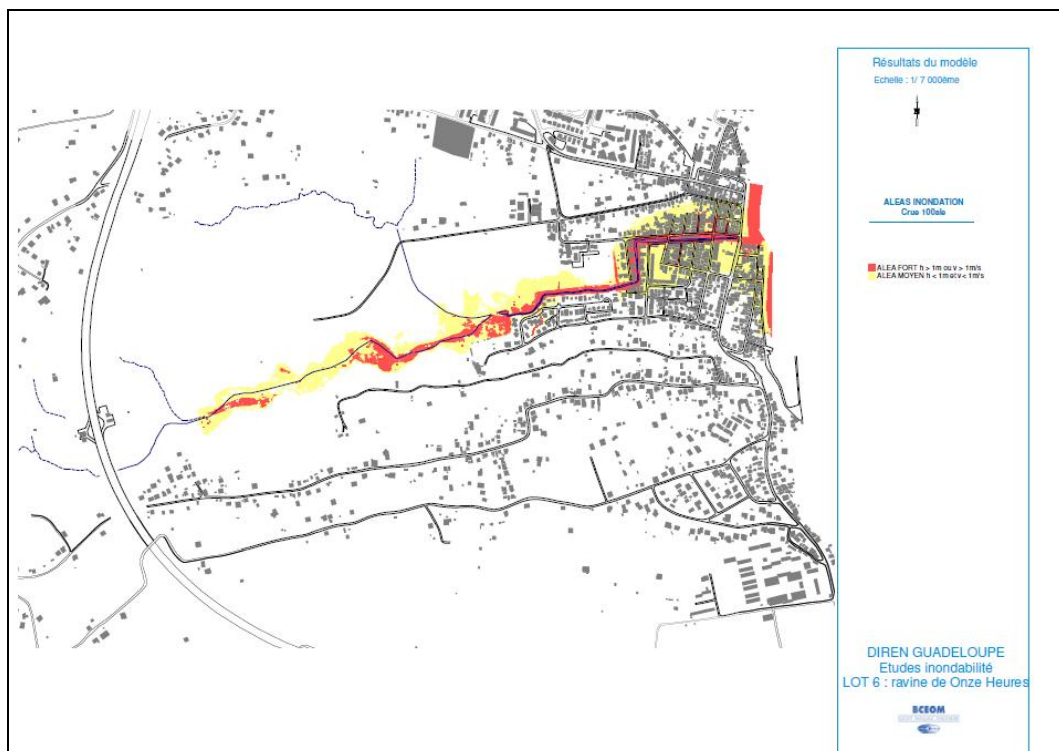 Résultats du modèle
Echelle : 1/ 7 000ème
ALEAS INONDATION
Crue 100ale
ALEA FORT h > 1m ou v > 1m/s
ALEA MOYEN h < 1m et v < 1m/s
DIREN GUADELOUPE
Etudes inondabilité
LOT 6 : ravine de Onze Heures
BCEOM